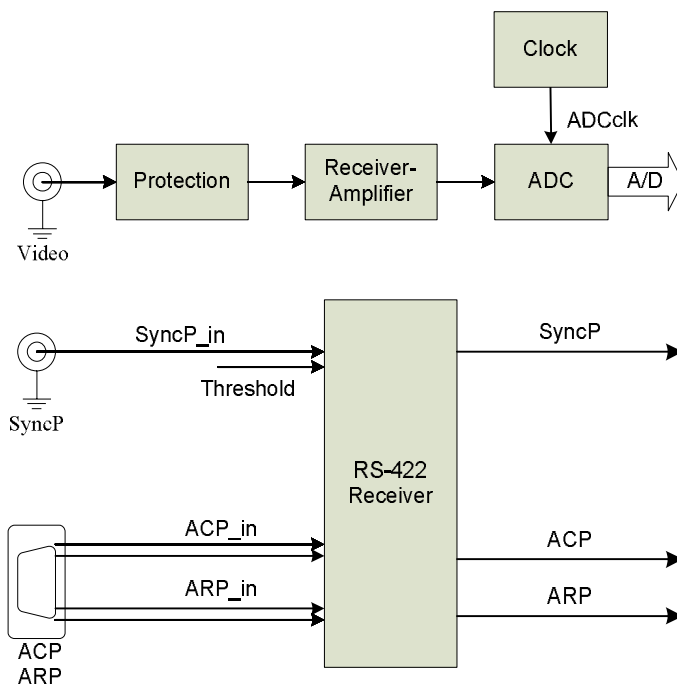 Clock
ADCclk
Protection
Receiver-
Amplifier
ADC
A/D
Video
SyncP_in
SyncP
Threshold
SyncP
RS-422
Receiver
ACP_in
ACP
ARP_in
ARP
ACP
ARP